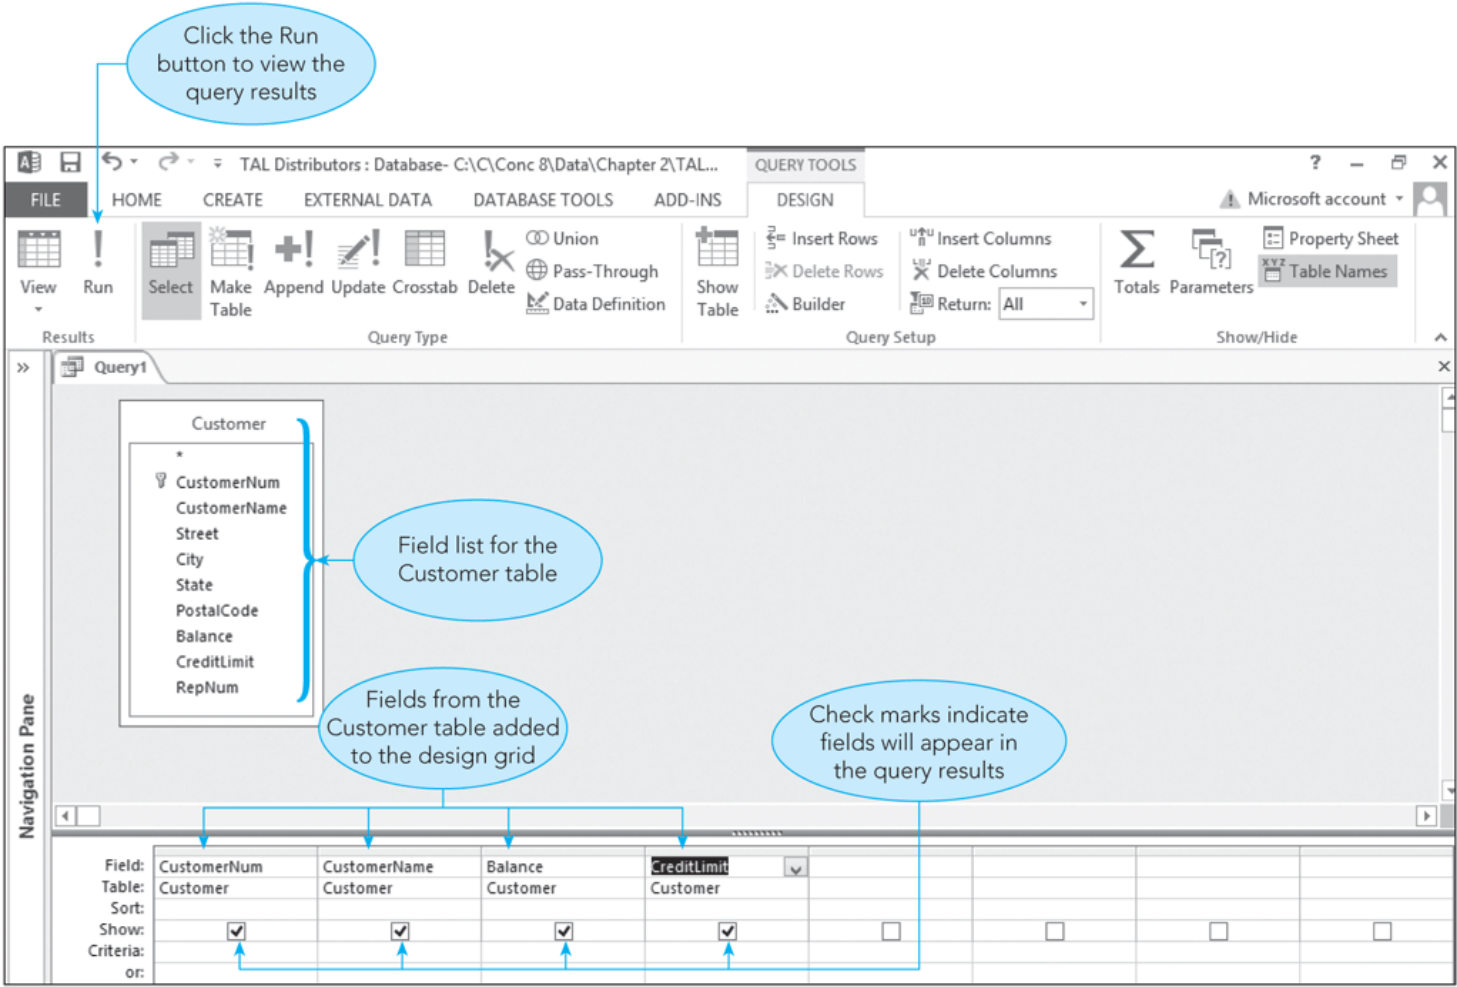 Click the Run
button to view the
query results
TAL Distributors : Database- C:\C\Conc 8\Data\Chapter 2\TAL...
QUERY TOOLS
?
FILE
HOME
CREATE
EXTERNAL DATA
DATABASE TOOLS
ADD-INS
DESIGN
Microsoft account
View
Run
Select
Make
Table
Append
Update
Crosstab
Delete
Union
Pass-Through
Data Definition
Show
Table
Insert Rows
Delete Rows
Builder
Insert Columns
Delete Columns
Return: All
Totals
Parameters
Property Sheet
Table Names
Results
Query Type
Query Setup
Show/Hide
»
Query1
Customer
*
CustomerNum
CustomerName
Street
City
State
PostalCode
Balance
CreditLimit
RepNum
Field list for the
Customer table
Fields from the
Customer table added
to the design grid
Check marks indicate
fields will appear in
the query results
Navigation Pane
Field: CustomerNum CustomerName Balance CreditLimit
Table: Customer Customer Customer Customer
Sort:
Show:
Criteria:
or: